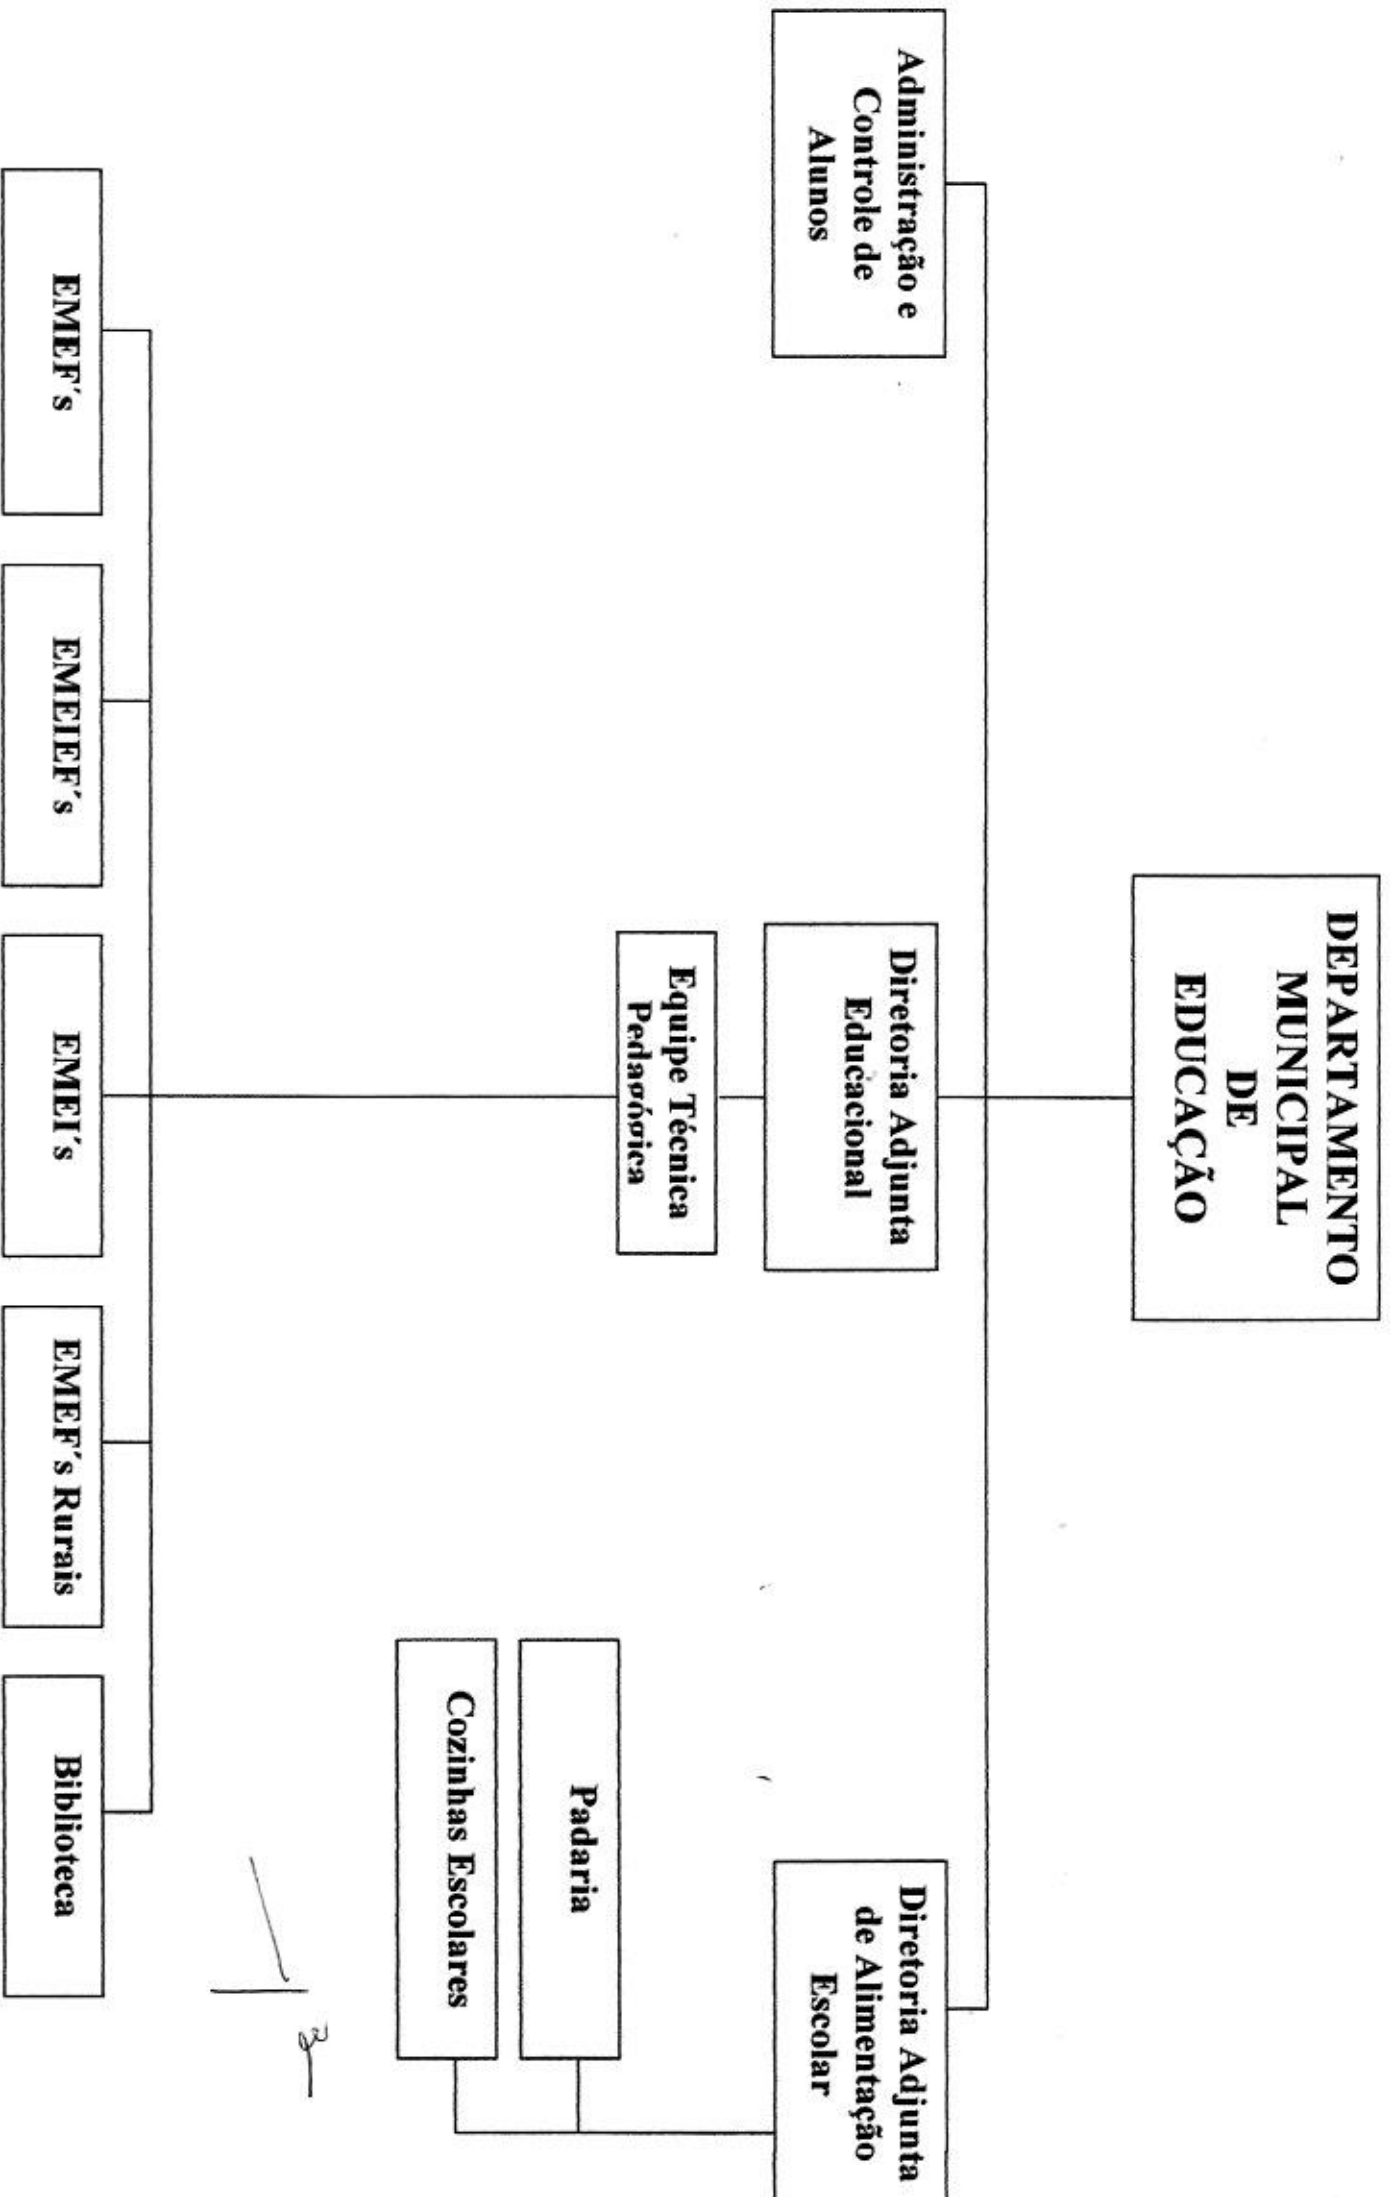 DEPARTAMENTO
MUNICIPAL
DE
EDUCAÇÃO
Administração e
Controle de
Alunos
Diretoria Adjunta
Educacional
Diretoria Adjunta
de Alimentação
Escolar
Equipe Técnica
Pedagógica
Padaria
Cozinhas Escolares
EMEF´s
EMEIEF´s
EMEI´s
EMEF´s Rurais
Biblioteca